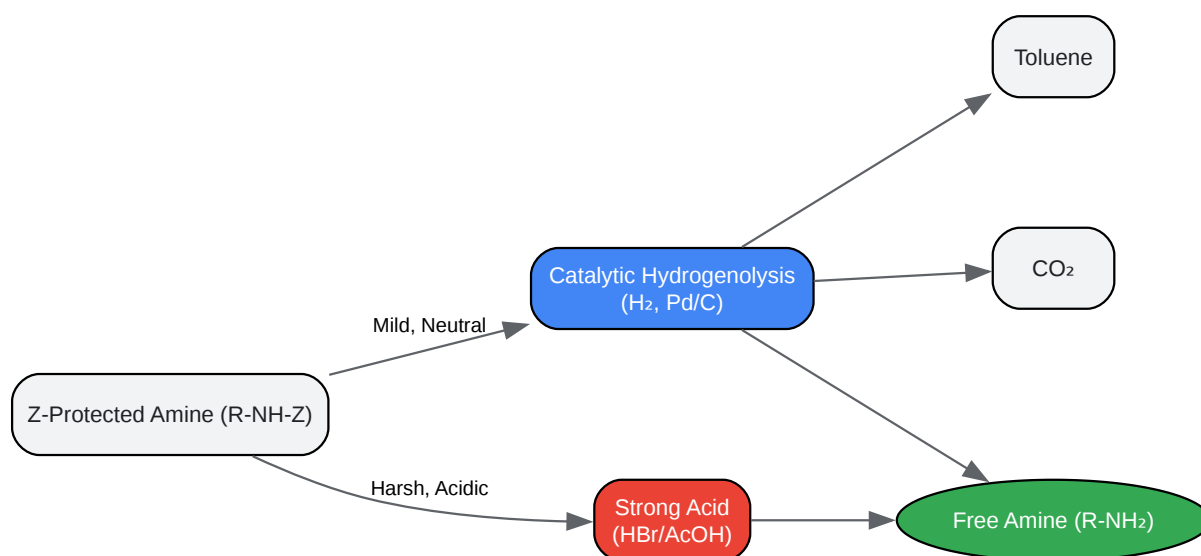 Toluene
CO₂
Catalytic Hydrogenolysis
(H₂, Pd/C)
Mild, Neutral
Z-Protected Amine (R-NH-Z)
Harsh, Acidic
Strong Acid
(HBr/AcOH)
Free Amine (R-NH₂)